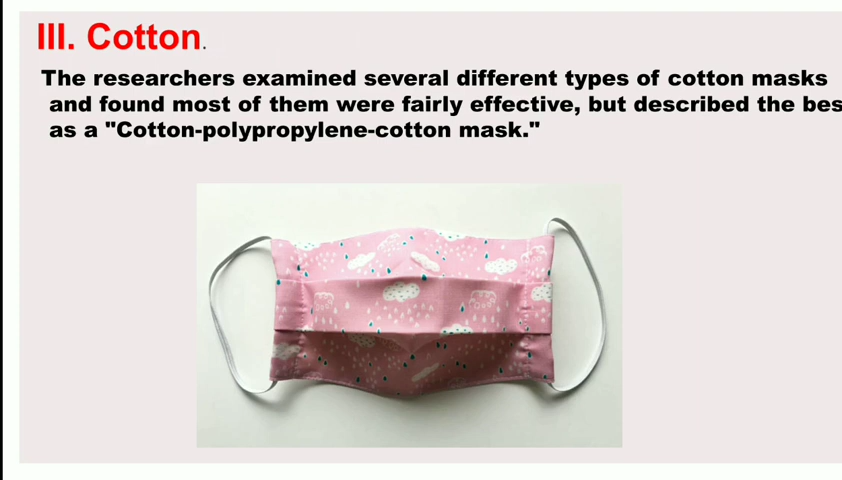 III. Cotton.
The researchers examined several different types of cotton masks
and found most of them were fairly effective, but described the bes
as a "Cotton-polypropylene-cotton mask."